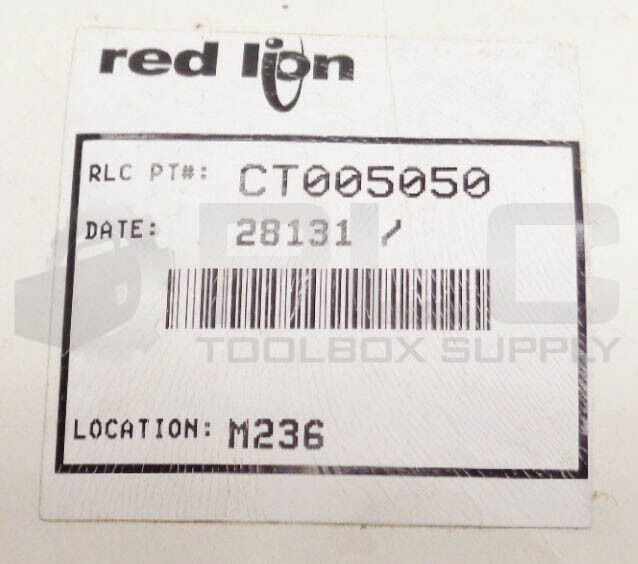 red lion
RLC PT#: CT005050
DATE: 28131 /
PLC
TOOLBOX SUPPLY
LOCATION: M236